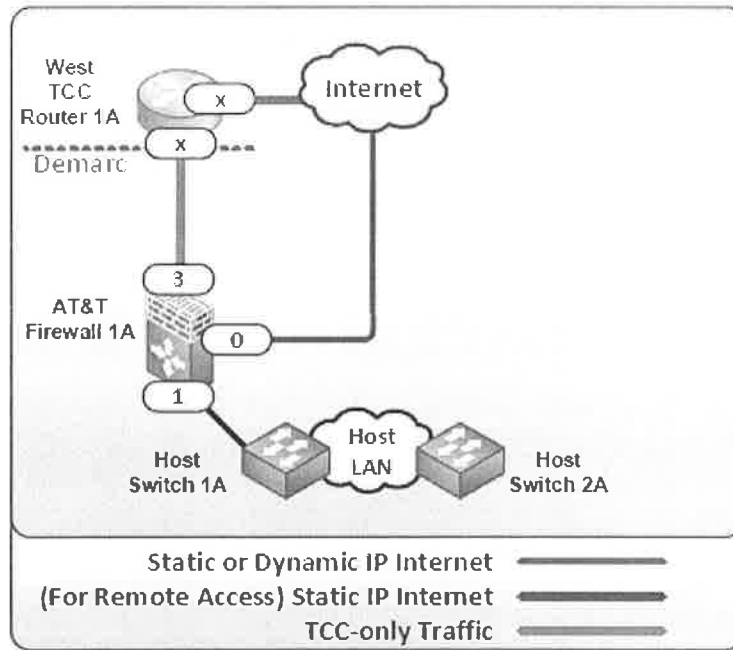 West
TCC
Router 1A
x
Internet
x
Demarc
3
AT&T
Firewall 1A
0
1
Host
LAN
Host
Switch 1A
Host
Switch 2A
Static or Dynamic IP Internet
(For Remote Access) Static IP Internet
TCC-only Traffic